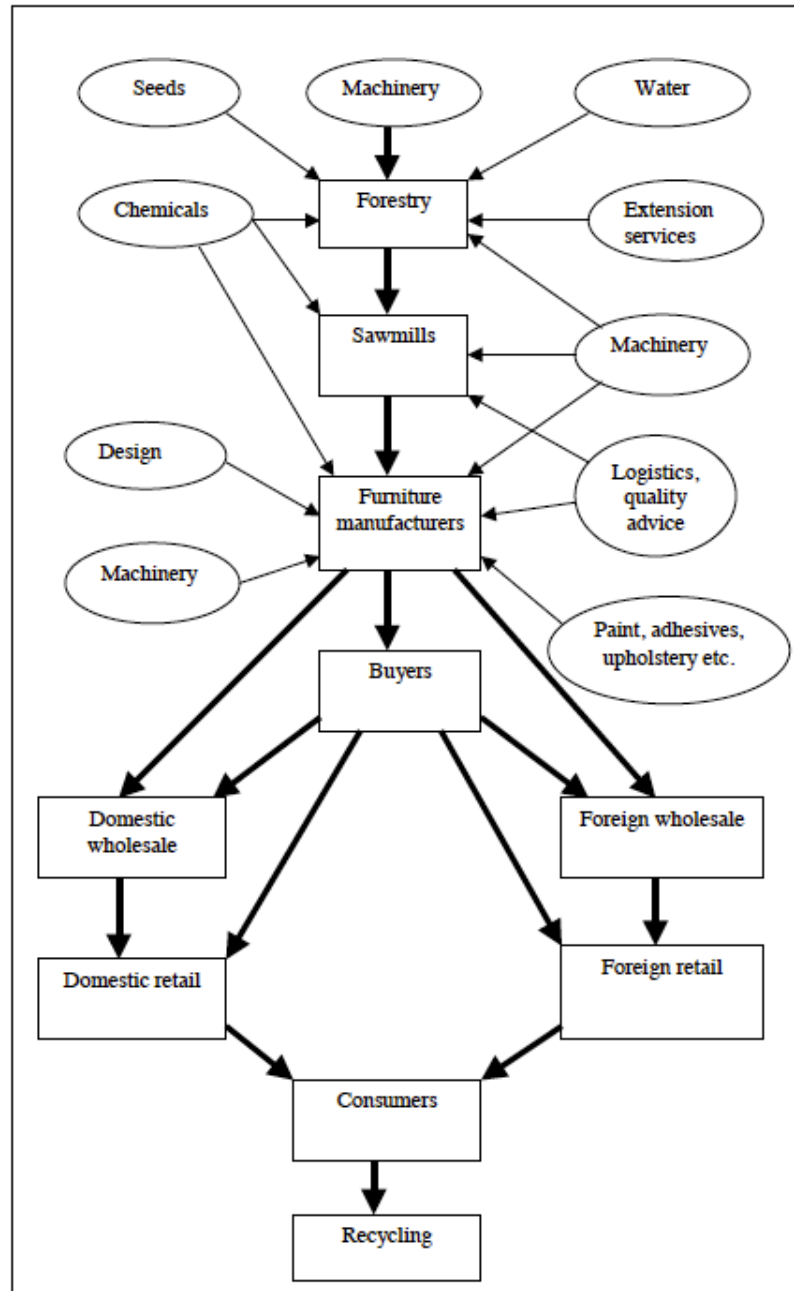 Seeds
Machinery
Water
Forestry
Chemicals
Extension
services
Sawmills
Machinery
Design
Furniture
manufacturers
Logistics,
quality
advice
Machinery
Paint, adhesives,
upholstery etc.
Buyers
Domestic
wholesale
Foreign wholesale
Domestic retail
Foreign retail
Consumers
Recycling